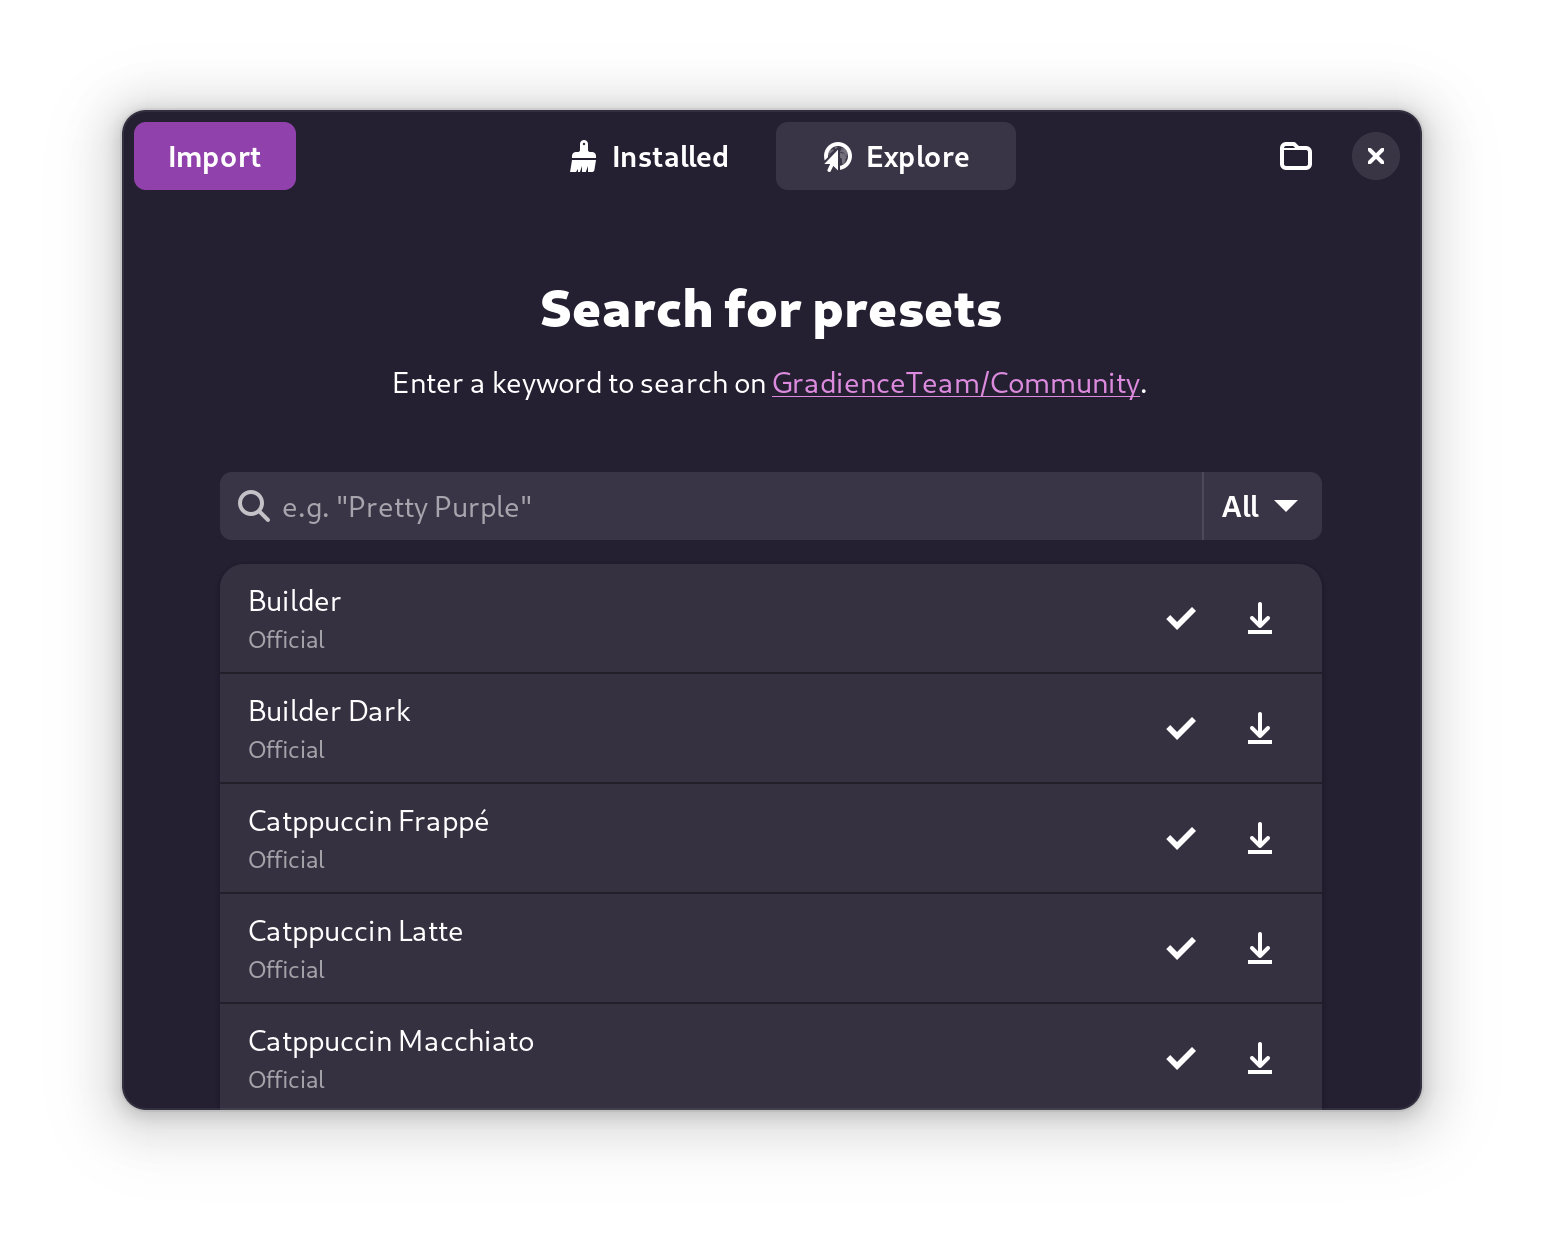 Import
Installed
Explore
Search for presets
Enter a keyword to search on GradienceTeam/Community.
e.g. "Pretty Purple"
All
Builder
Official
Builder Dark
Official
Catppuccin Frappé
Official
Catppuccin Latte
Official
Catppuccin Macchiato
Official